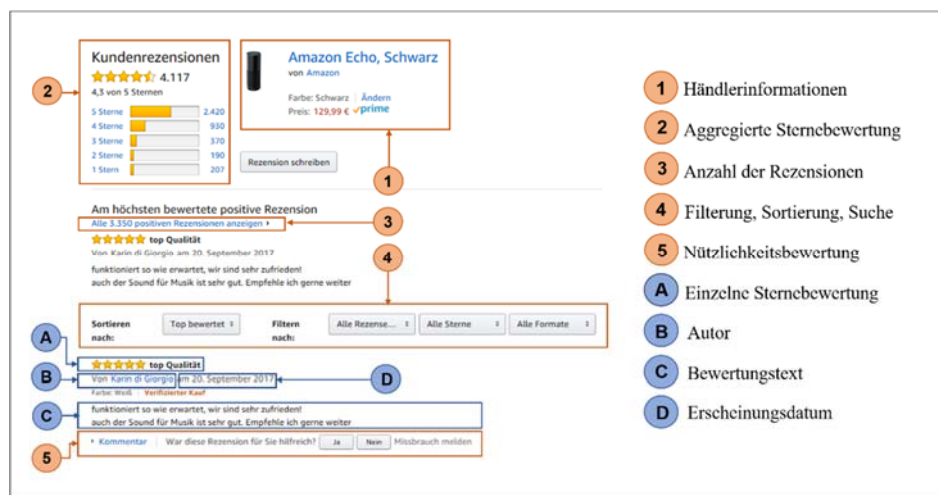 Kundenrezensionen
4.117
4,3 von 5 Sternen
5 Sterne 2.420
4 Sterne 930
3 Sterne 370
2 Sterne 190
1 Stern 207
2
Amazon Echo, Schwarz
von Amazon
Farbe: Schwarz | Ändern
Preis: 129,99 € prime
Rezension schreiben
1
Am höchsten bewertete positive Rezension
Alle 3.350 positiven Rezensionen anzeigen
3
top Qualität
Von Karin di Giorgio am 20. September 2017
4
funktioniert so wie erwartet, wir sind sehr zufrieden!
auch der Sound für Musik ist sehr gut. Empfehle ich gerne weiter
Sortieren nach: Top bewertet Filtern nach: Alle Rezense... Alle Sterne Alle Formate
A
top Qualität
B
Von Karin di Giorgio am 20. September 2017
D
Farbe: Weiß | Verifizierter Kauf
C
funktioniert so wie erwartet, wir sind sehr zufrieden!
auch der Sound für Musik ist sehr gut. Empfehle ich gerne weiter
5
Kommentar | War diese Rezension für Sie hilfreich? Ja Nein Missbrauch melden
1 Händlerinformationen
2 Aggregierte Sternebewertung
3 Anzahl der Rezensionen
4 Filterung, Sortierung, Suche
5 Nützlichkeitsbewertung
A Einzelne Sternebewertung
B Autor
C Bewertungstext
D Erscheinungsdatum